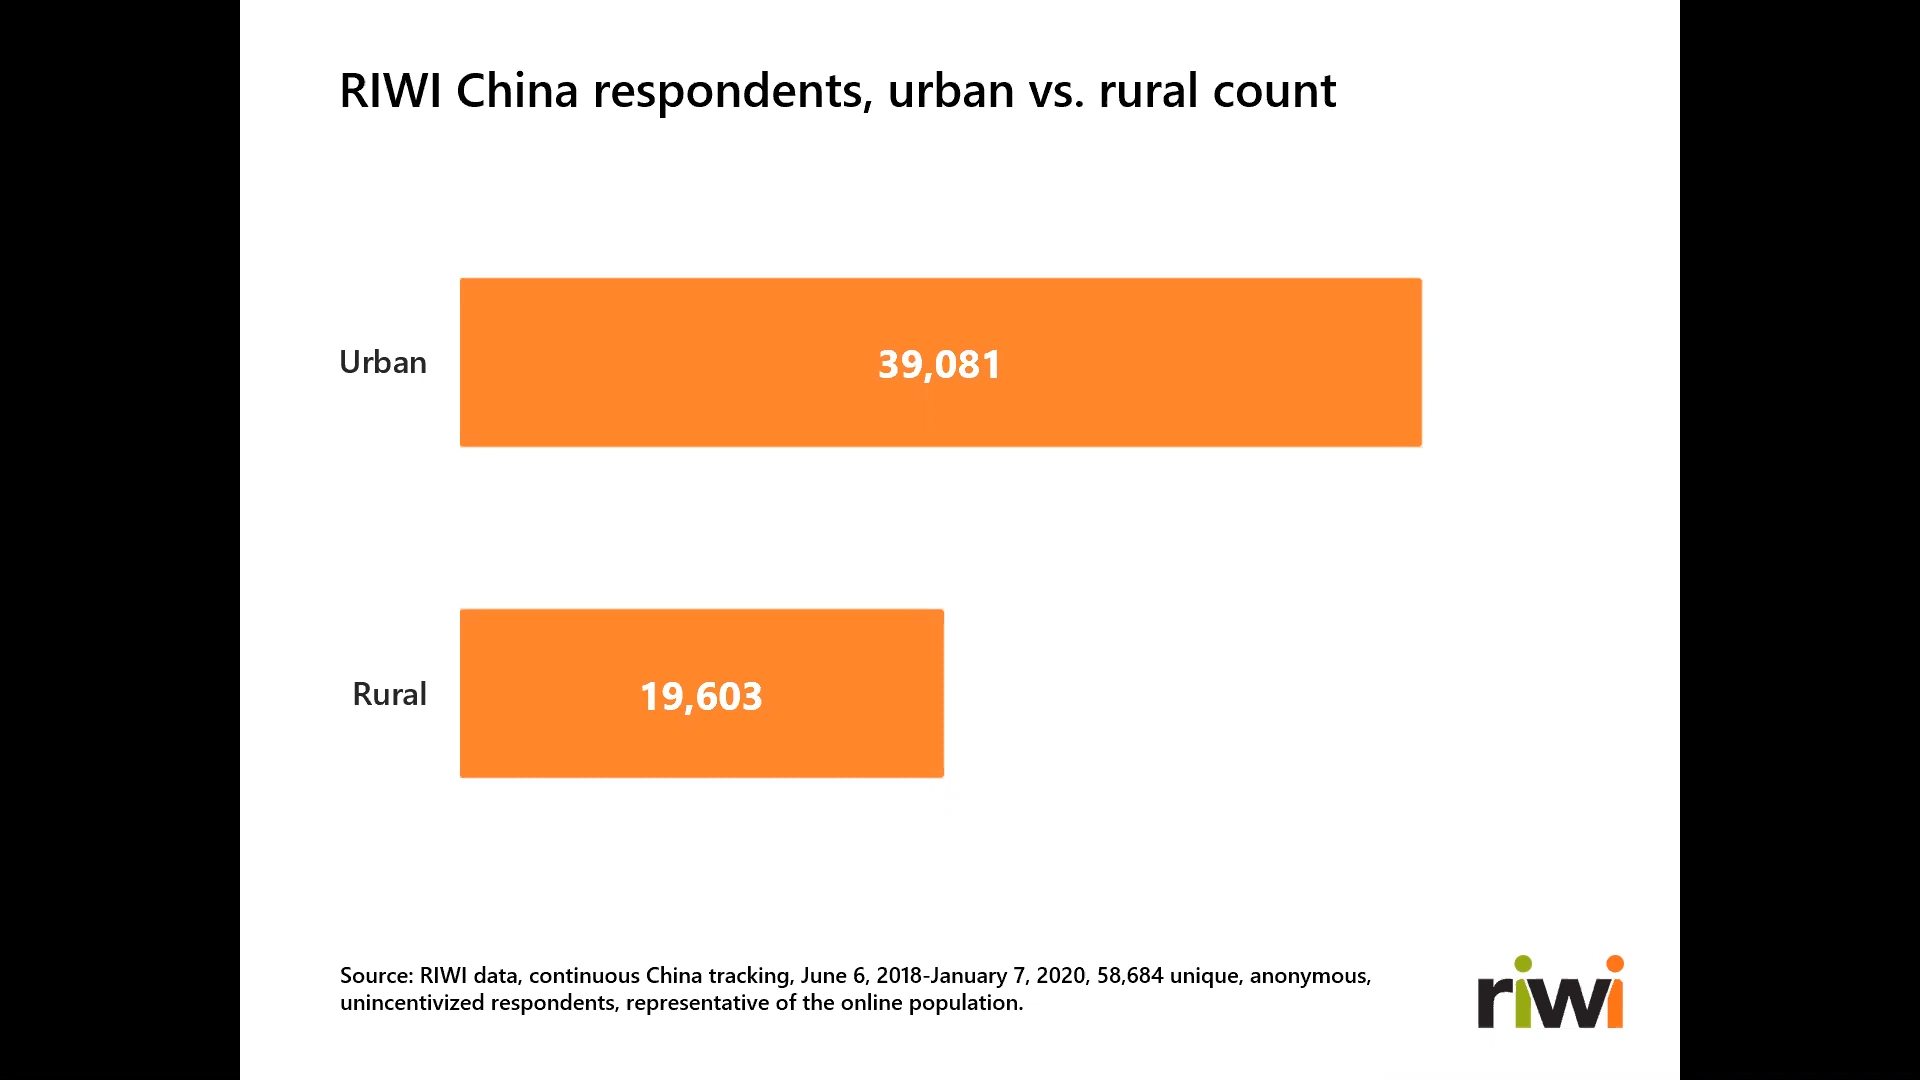 RIWI China respondents, urban vs. rural count
Urban
39,081
Rural
19,603
Source: RIWI data, continuous China tracking, June 6, 2018-January 7, 2020, 58,684 unique, anonymous,
unincentivized respondents, representative of the online population.
riwi